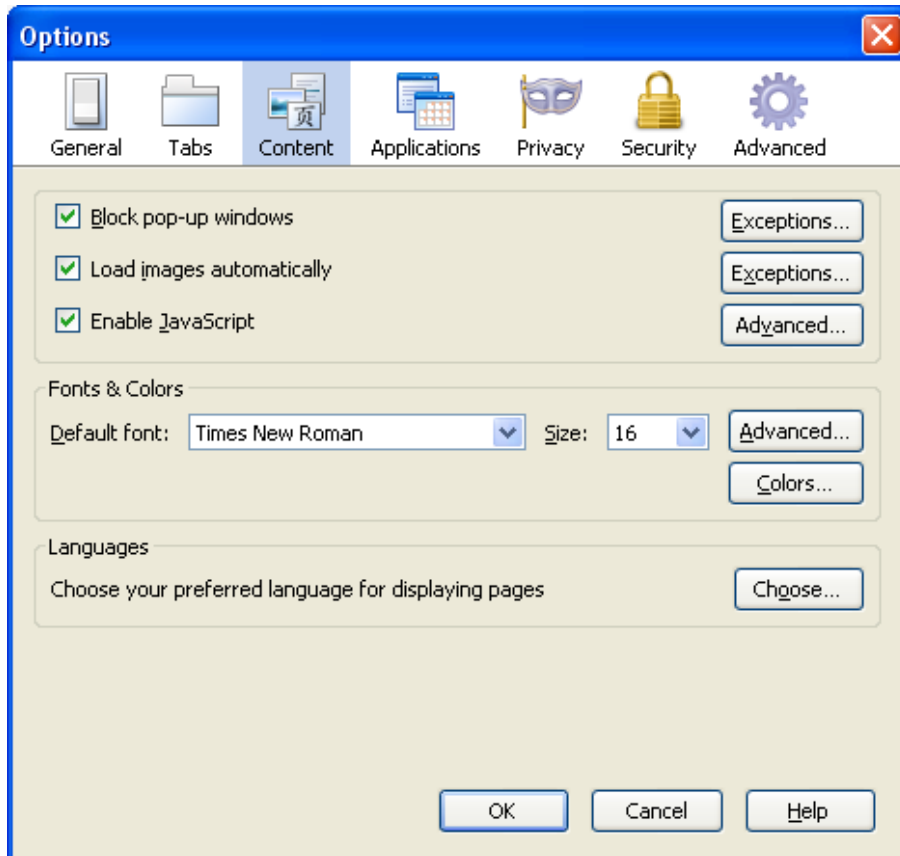 Options
General Tabs Content Applications Privacy Security Advanced
页
Block pop-up windows Exceptions...
Load images automatically Exceptions...
Enable JavaScript Advanced...
Fonts & Colors
Default font: Times New Roman Size: 16 Advanced...
Colors...
Languages
Choose your preferred language for displaying pages Choose...
OK Cancel Help